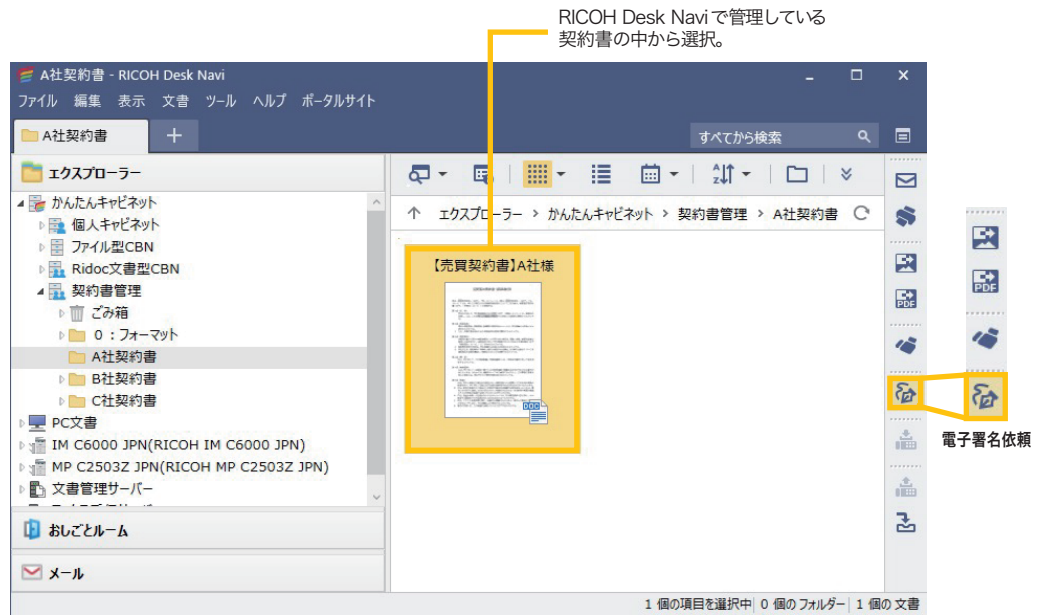 RICOH Desk Naviで管理している
契約書の中から選択。
A社契約書 - RICOH Desk Navi
ファイル 編集 表示 文書 ツール ヘルプ ポータルサイト
A社契約書
すべてから検索
エクスプローラー
かんたんキャビネット
個人キャビネット
ファイル型CBN
Ridoc文書型CBN
契約書管理
ごみ箱
0：フォーマット
A社契約書
B社契約書
C社契約書
PC文書
IM C6000 JPN(RICOH IM C6000 JPN)
MP C2503Z JPN(RICOH MP C2503Z JPN)
文書管理サーバー
おしごとルーム
メール
エクスプローラー > かんたんキャビネット > 契約書管理 > A社契約書
【売買契約書】A社様
DOC
PDF
PDF
電子署名依頼
1 個の項目を選択中 0 個のフォルダー 1 個の文書